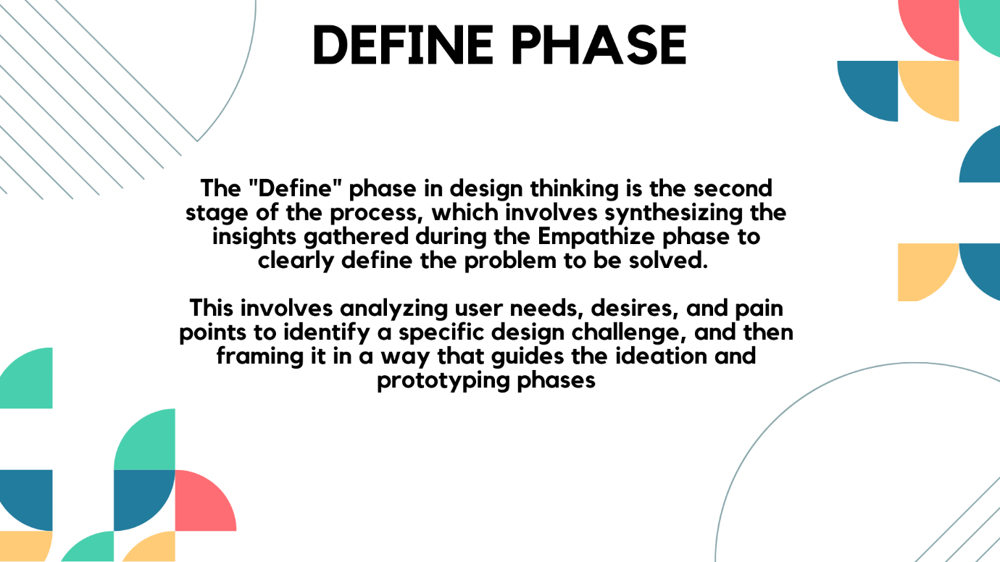 DEFINE PHASE
The "Define" phase in design thinking is the second
stage of the process, which involves synthesizing the
insights gathered during the Empathize phase to
clearly define the problem to be solved.
This involves analyzing user needs, desires, and pain
points to identify a specific design challenge, and then
framing it in a way that guides the ideation and
prototyping phases